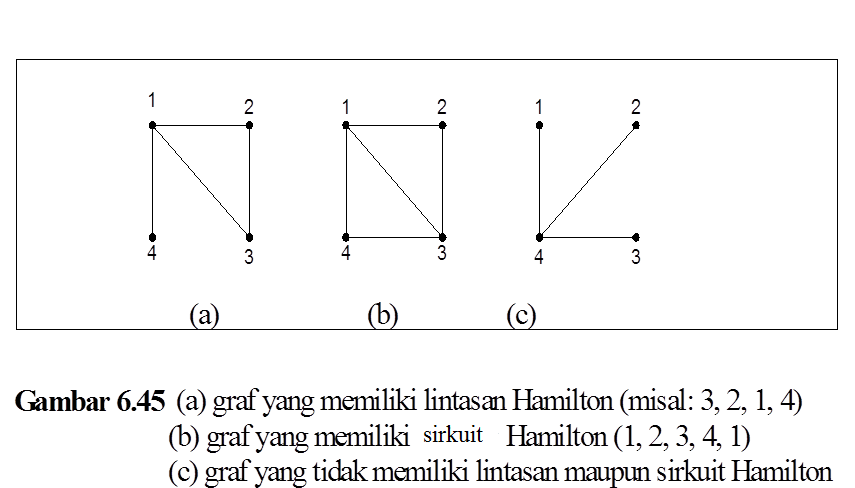 1 2 1 2 1 2
4 3 4 3 4 3
(a) (b) (c)
Gambar 6.45 (a) graf yang memiliki lintasan Hamilton (misal: 3, 2, 1, 4)
(b) graf yang memiliki sirkuit Hamilton (1, 2, 3, 4, 1)
(c) graf yang tidak memiliki lintasan maupun sirkuit Hamilton